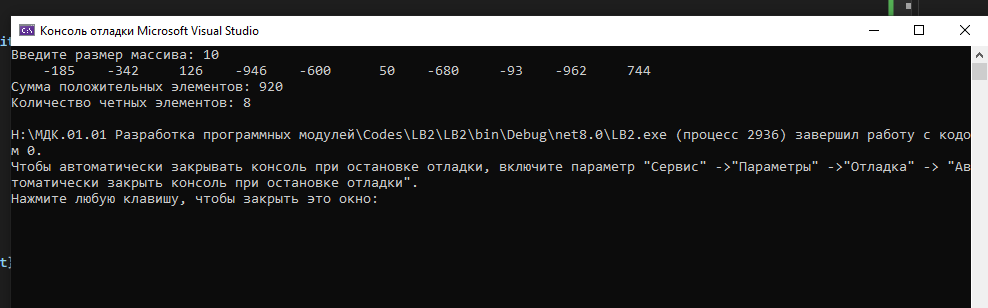 Консоль отладки Microsoft Visual Studio
Введите размер массива: 10
-185 -342 126 -946 -600 50 -680 -93 -962 744
Сумма положительных элементов: 920
Количество четных элементов: 8

H:\МДК.01.01 Разработка программных модулей\Codes\LB2\LB2\bin\Debug\net8.0\LB2.exe (процесс 2936) завершил работу с кодо
м 0.
Чтобы автоматически закрывать консоль при остановке отладки, включите параметр "Сервис" ->"Параметры" ->"Отладка" -> "Ав
томатически закрыть консоль при остановке отладки".
Нажмите любую клавишу, чтобы закрыть это окно: